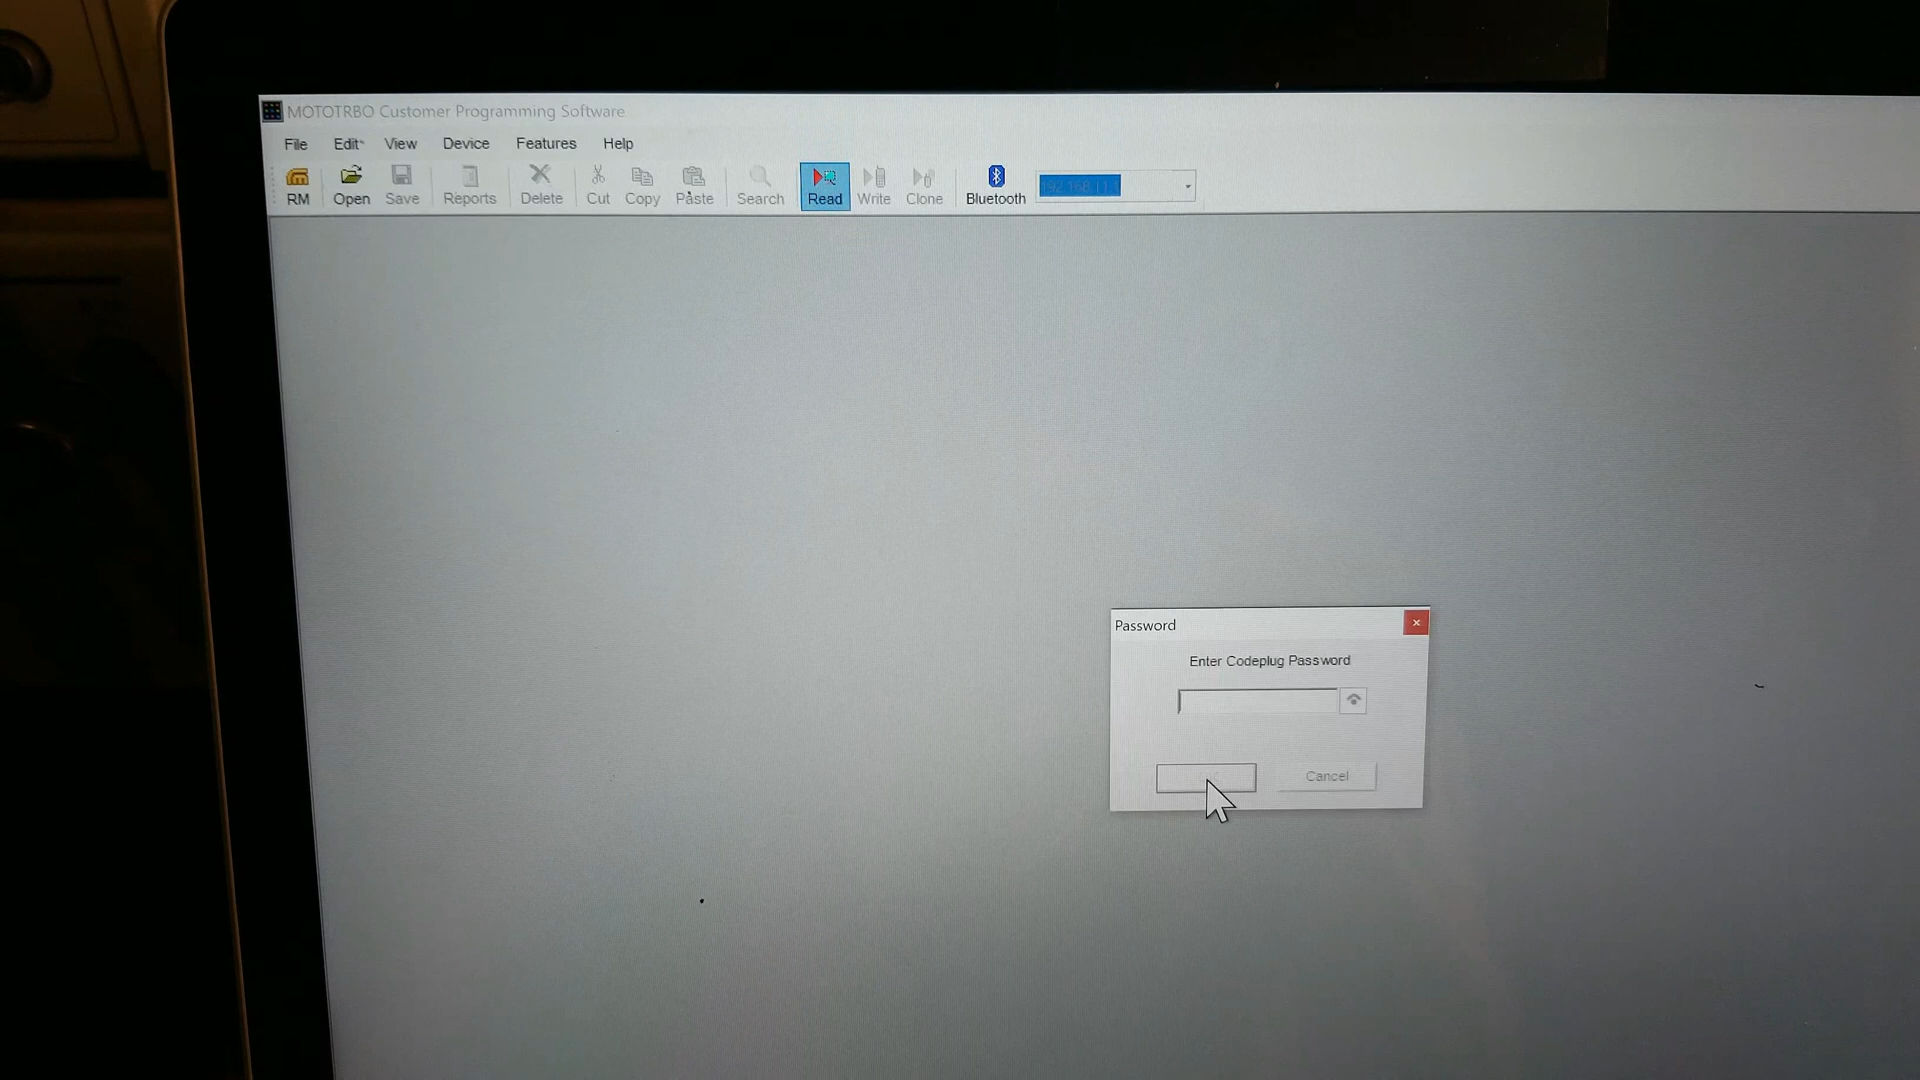 MOTOTRBO Customer Programming Software
File Edit View Device Features Help
RM Open Save Reports Delete Cut Copy Paste Search Read Write Clone Bluetooth
Password
Enter Codeplug Password
Cancel